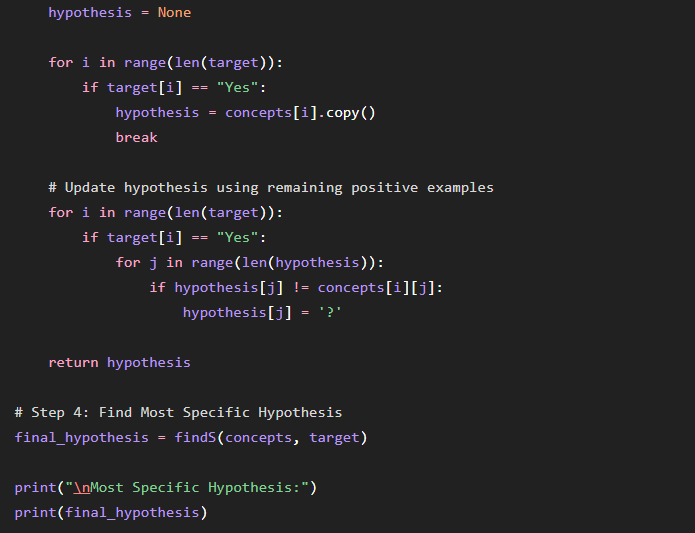 hypothesis = None

    for i in range(len(target)):
        if target[i] == "Yes":
            hypothesis = concepts[i].copy()
            break

    # Update hypothesis using remaining positive examples
    for i in range(len(target)):
        if target[i] == "Yes":
            for j in range(len(hypothesis)):
                if hypothesis[j] != concepts[i][j]:
                    hypothesis[j] = '?'

    return hypothesis

# Step 4: Find Most Specific Hypothesis
final_hypothesis = findS(concepts, target)

print("\nMost Specific Hypothesis:")
print(final_hypothesis)